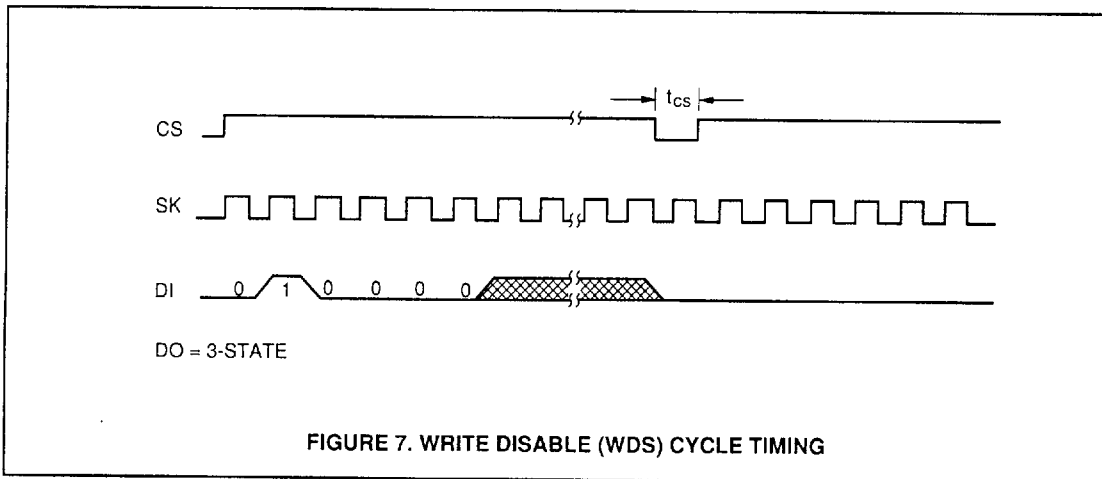 tCS
CS
SK
DI 0 1 0 0 0 0
DO = 3-STATE
FIGURE 7. WRITE DISABLE (WDS) CYCLE TIMING